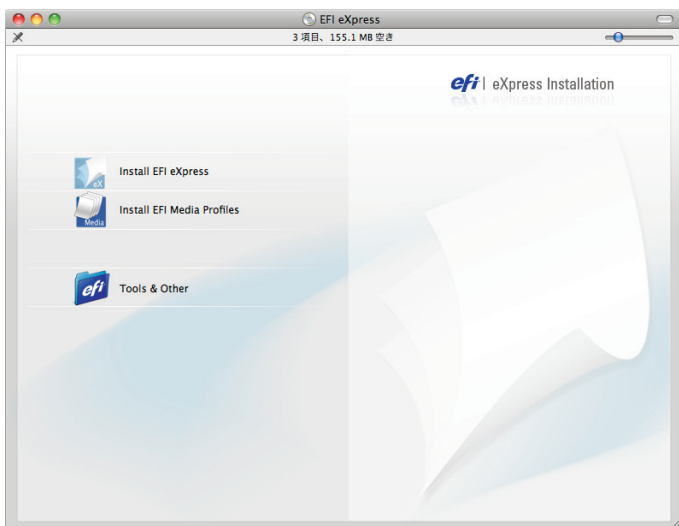 EFI eXpress
3 項目、155.1 MB 空き
efi | eXpress Installation
Install EFI eXpress
eX
Install EFI Media Profiles
Media
efi
Tools & Other